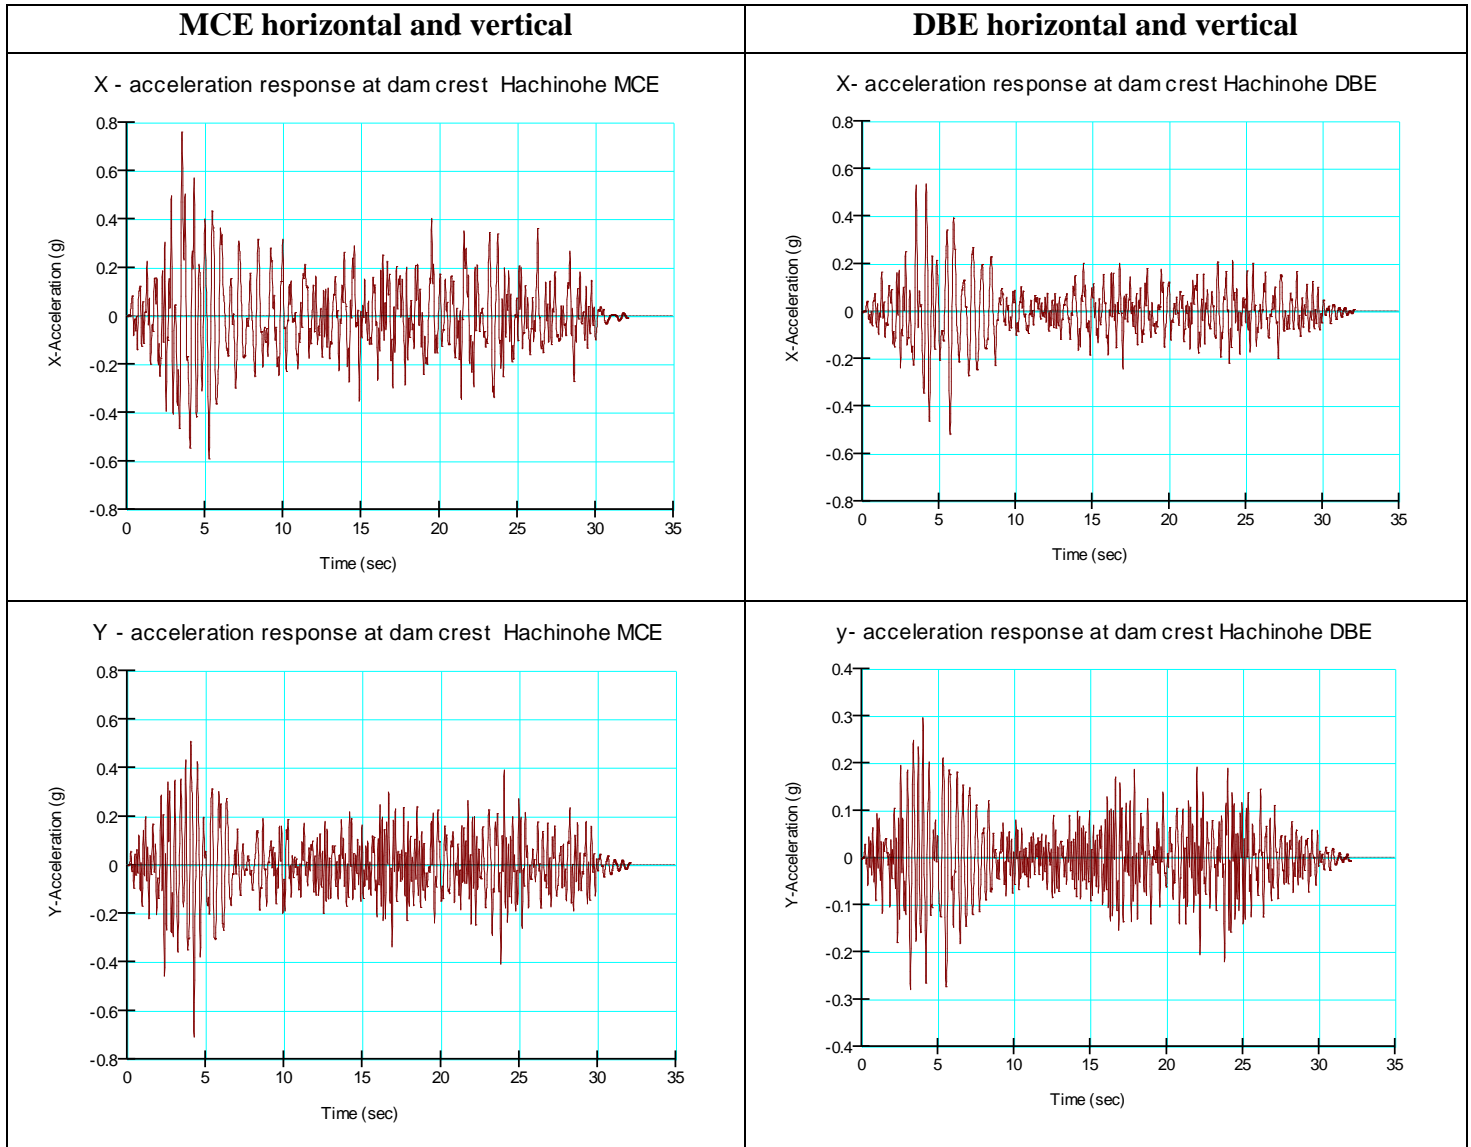 MCE horizontal and vertical
DBE horizontal and vertical
X - acceleration response at dam crest Hachinohe MCE
0.8
0.6
0.4
0.2
0
-0.2
-0.4
-0.6
-0.8
X-Acceleration (g)
0 5 10 15 20 25 30 35
Time (sec)
X- acceleration response at dam crest Hachinohe DBE
0.8
0.6
0.4
0.2
0
-0.2
-0.4
-0.6
-0.8
X-Acceleration (g)
0 5 10 15 20 25 30 35
Time (sec)
Y - acceleration response at dam crest Hachinohe MCE
0.8
0.6
0.4
0.2
0
-0.2
-0.4
-0.6
-0.8
Y-Acceleration (g)
0 5 10 15 20 25 30 35
Time (sec)
y- acceleration response at dam crest Hachinohe DBE
0.4
0.3
0.2
0.1
0
-0.1
-0.2
-0.3
-0.4
Y-Acceleration (g)
0 5 10 15 20 25 30 35
Time (sec)